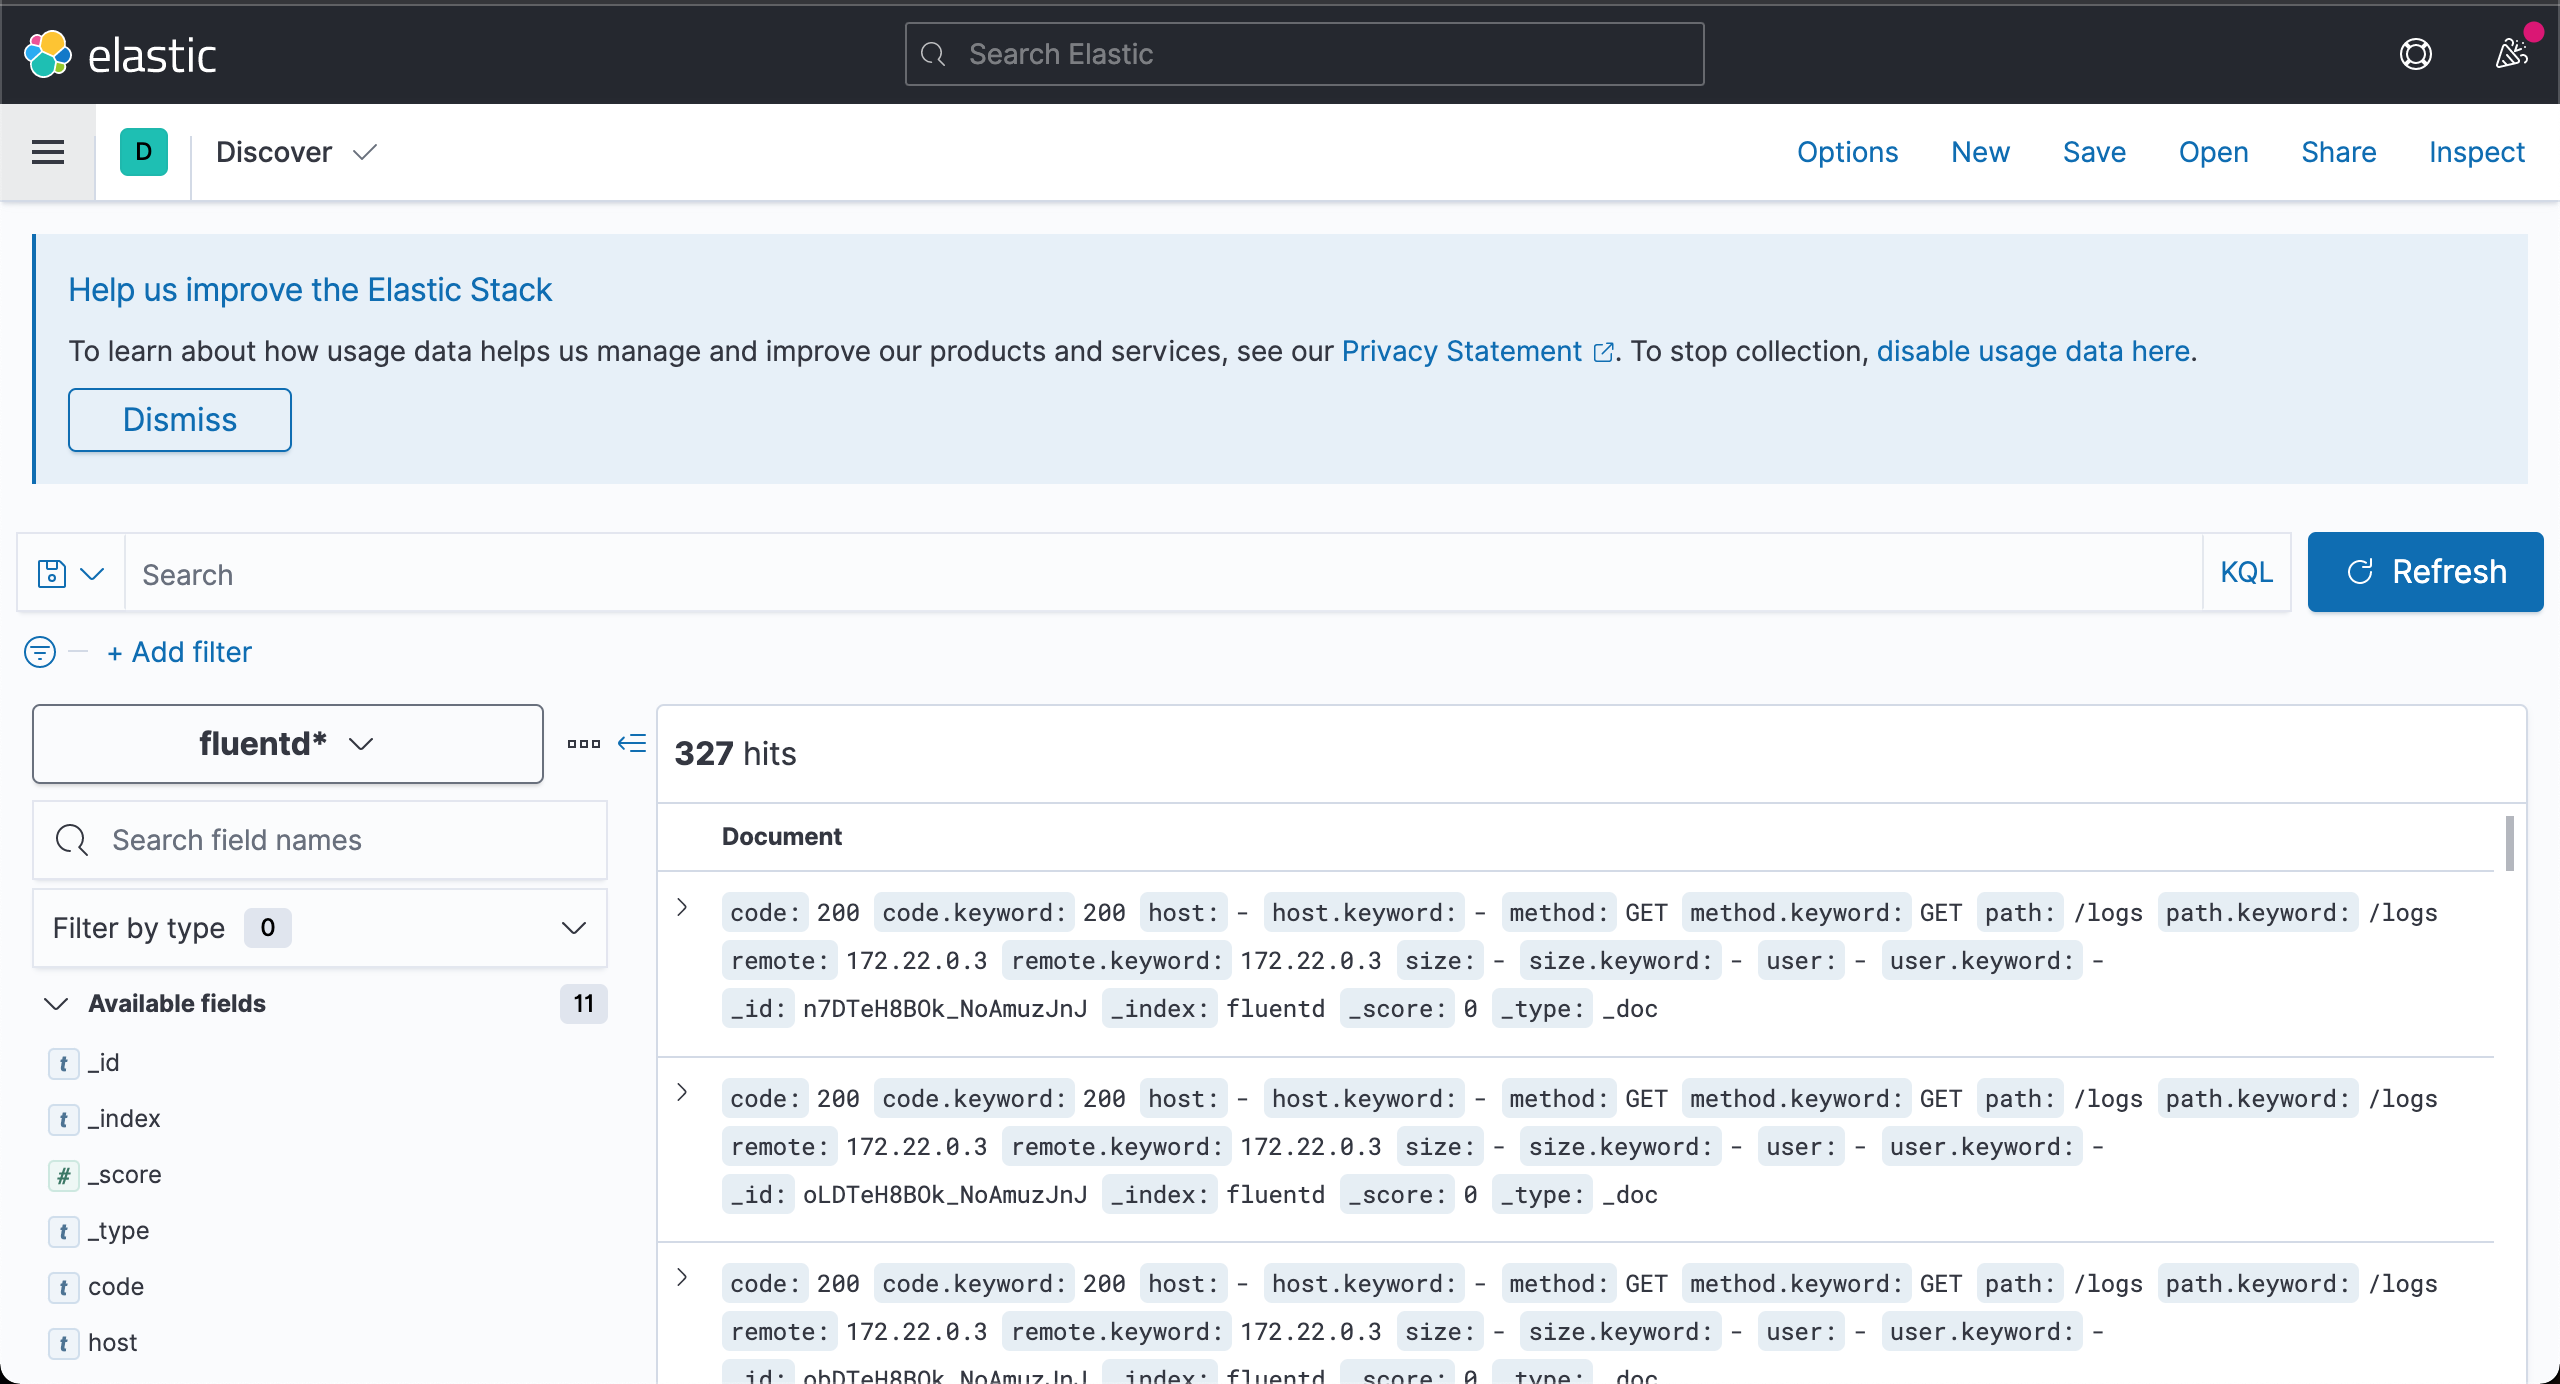 elastic
Search Elastic
D
Discover
Options New Save Open Share Inspect
Help us improve the Elastic Stack
To learn about how usage data helps us manage and improve our products and services, see our Privacy Statement. To stop collection, disable usage data here.
Dismiss
Search
KQL
Refresh
+ Add filter
fluentd*
Search field names
Filter by type 0
Available fields 11
t _id
t _index
# _score
t _type
t code
t host
327 hits
Document
code: 200 code.keyword: 200 host: - host.keyword: - method: GET method.keyword: GET path: /logs path.keyword: /logs
remote: 172.22.0.3 remote.keyword: 172.22.0.3 size: - size.keyword: - user: - user.keyword: -
_id: n7DTeH8BOk_NoAmuzJnJ _index: fluentd _score: 0 _type: _doc
code: 200 code.keyword: 200 host: - host.keyword: - method: GET method.keyword: GET path: /logs path.keyword: /logs
remote: 172.22.0.3 remote.keyword: 172.22.0.3 size: - size.keyword: - user: - user.keyword: -
_id: oLDTeH8BOk_NoAmuzJnJ _index: fluentd _score: 0 _type: _doc
code: 200 code.keyword: 200 host: - host.keyword: - method: GET method.keyword: GET path: /logs path.keyword: /logs
remote: 172.22.0.3 remote.keyword: 172.22.0.3 size: - size.keyword: - user: - user.keyword: -
_id: obDTeH8BOk_NoAmuzJnJ _index: fluentd _score: 0 _type: _doc